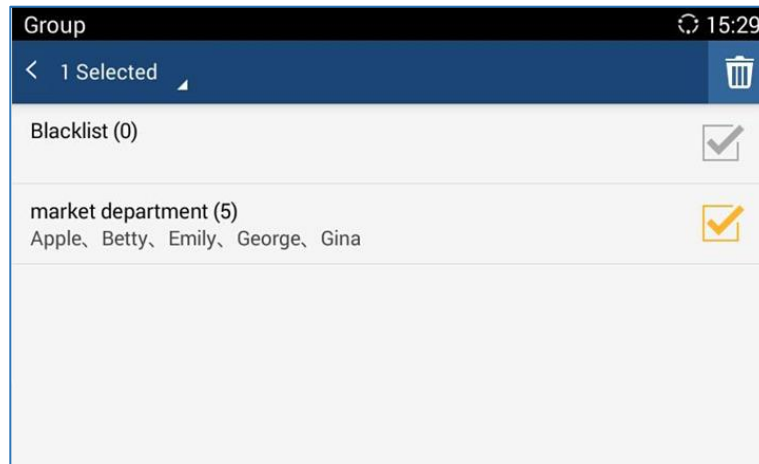 Group 15:29
1 Selected
Blacklist (0)
market department (5)
Apple、Betty、Emily、George、Gina